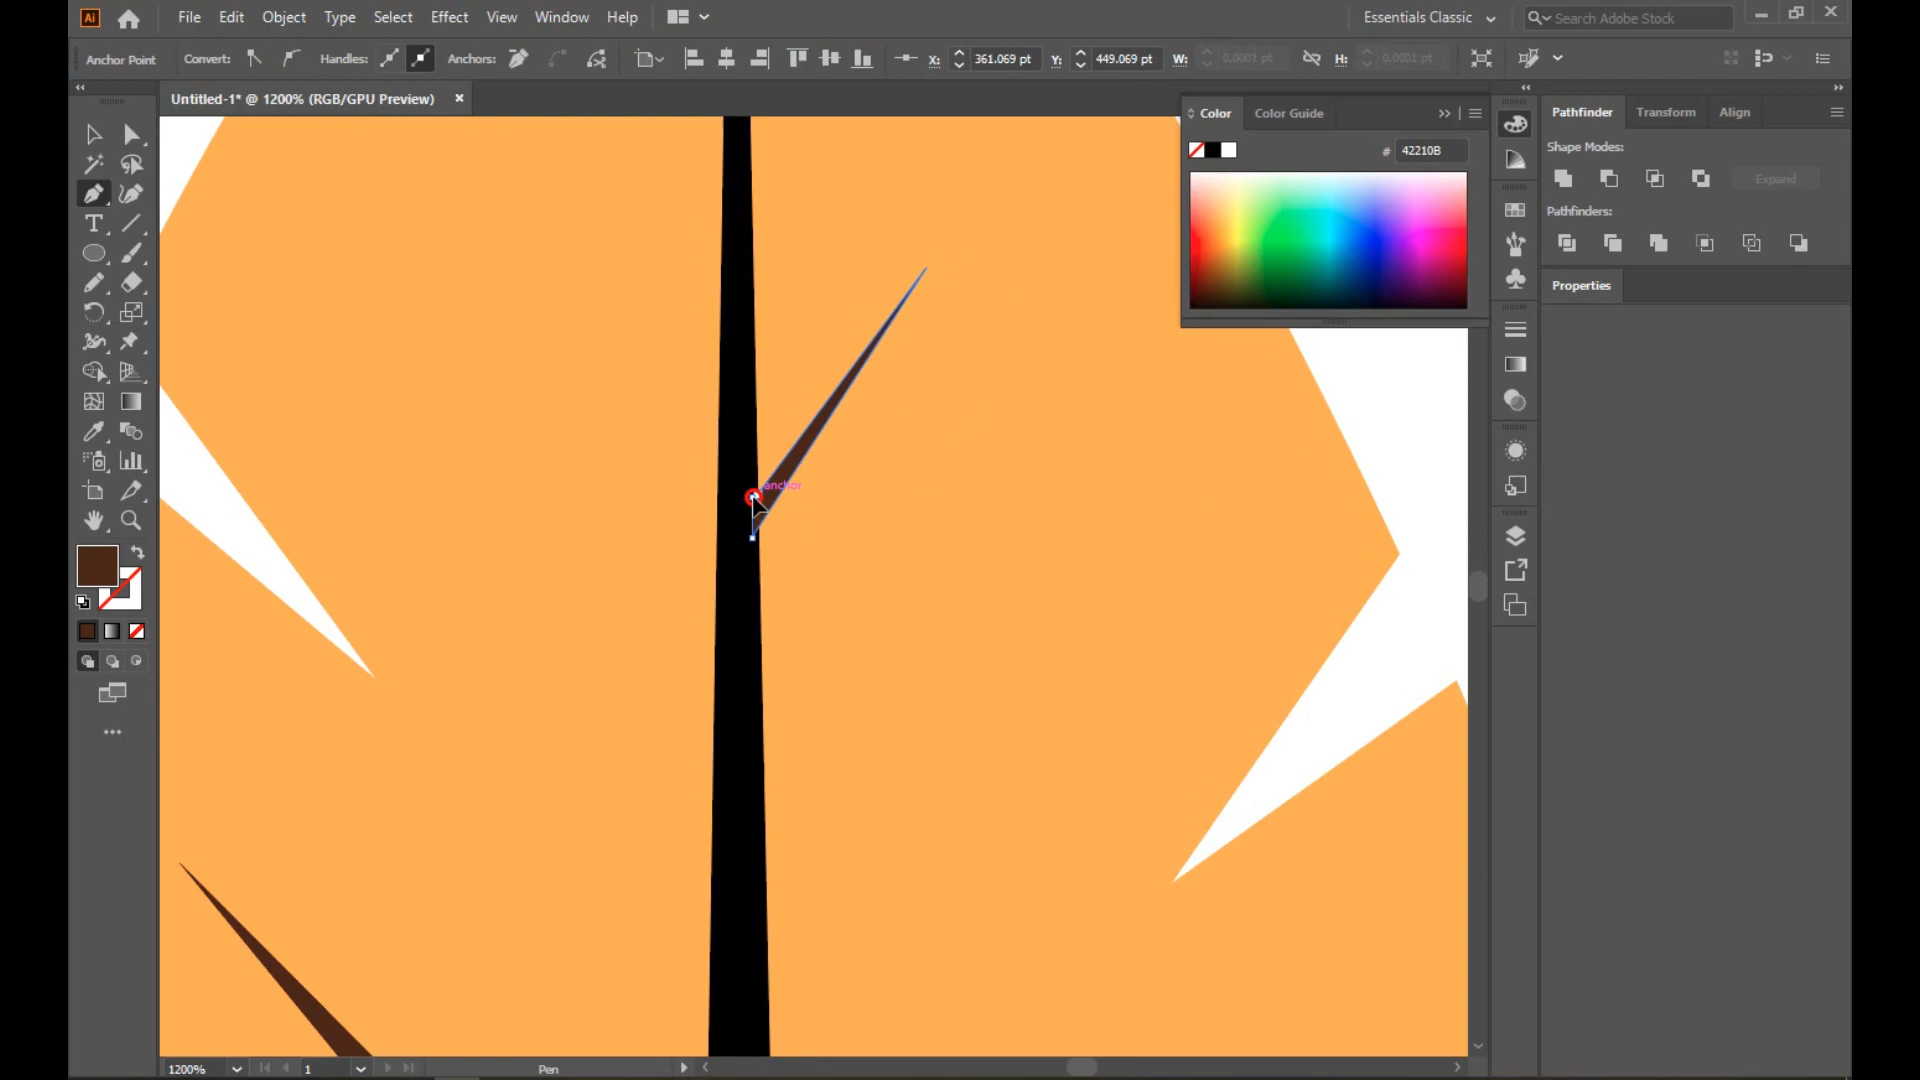 Ai File Edit Object Type Select Effect View Window Help Essentials Classic Search Adobe Stock
Anchor Point Convert: Handles: Anchors: X: 361.069 pt Y: 449.069 pt W: 0.0001 pt H: 0.0001 pt
Untitled-1* @ 1200% (RGB/GPU Preview)
Color Color Guide
# 42210B
Pathfinder Transform Align
Shape Modes:
Expand
Pathfinders:
Properties
anchor
1200% 1 Pen